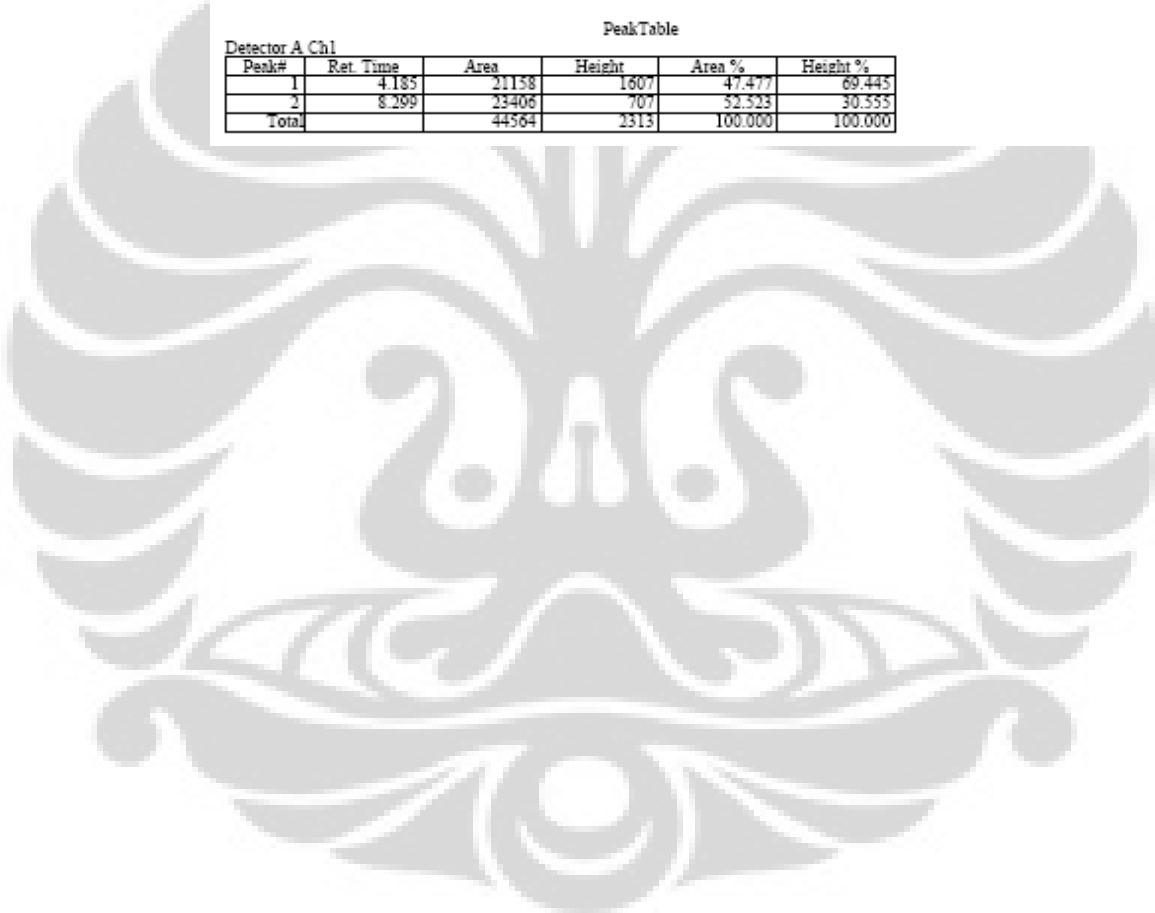 PeakTable
Detector A Ch1
Peak# Ret. Time Area Height Area % Height %
1 4.185 21158 1607 47.477 69.445
2 8.299 23406 707 52.523 30.555
Total 44564 2313 100.000 100.000